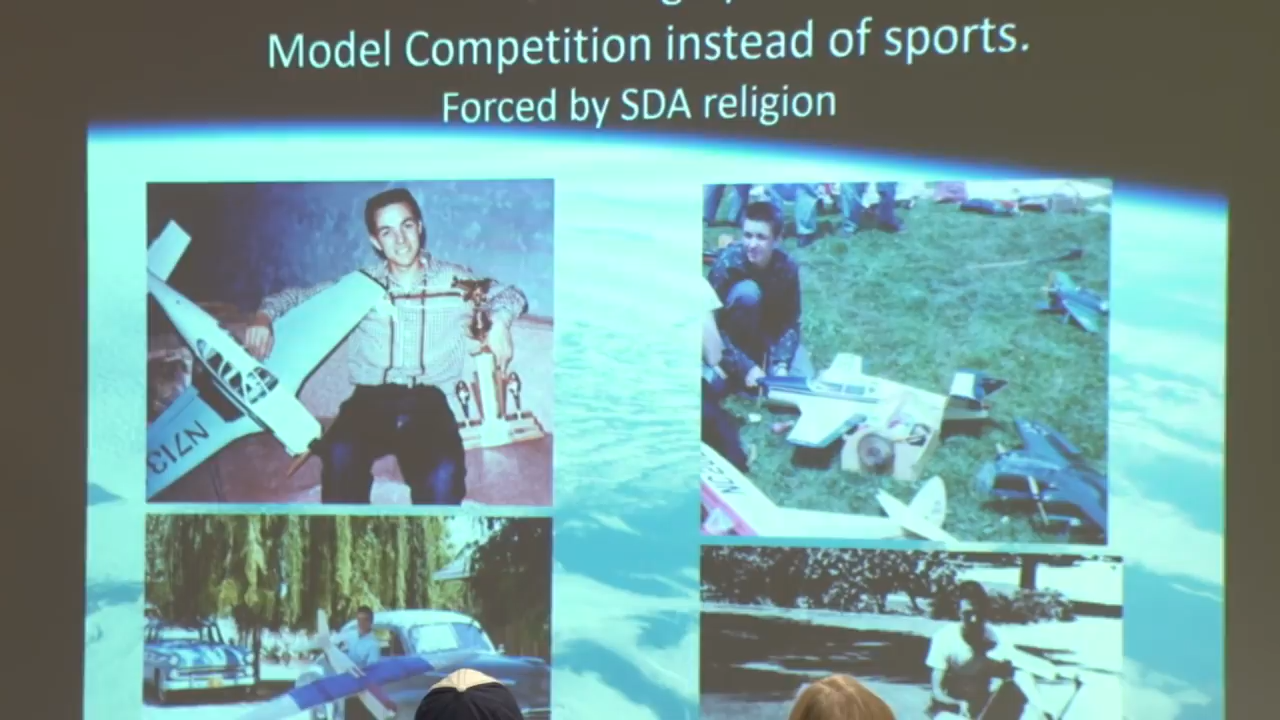 Model Competition instead of sports.
Forced by SDA religion
N713